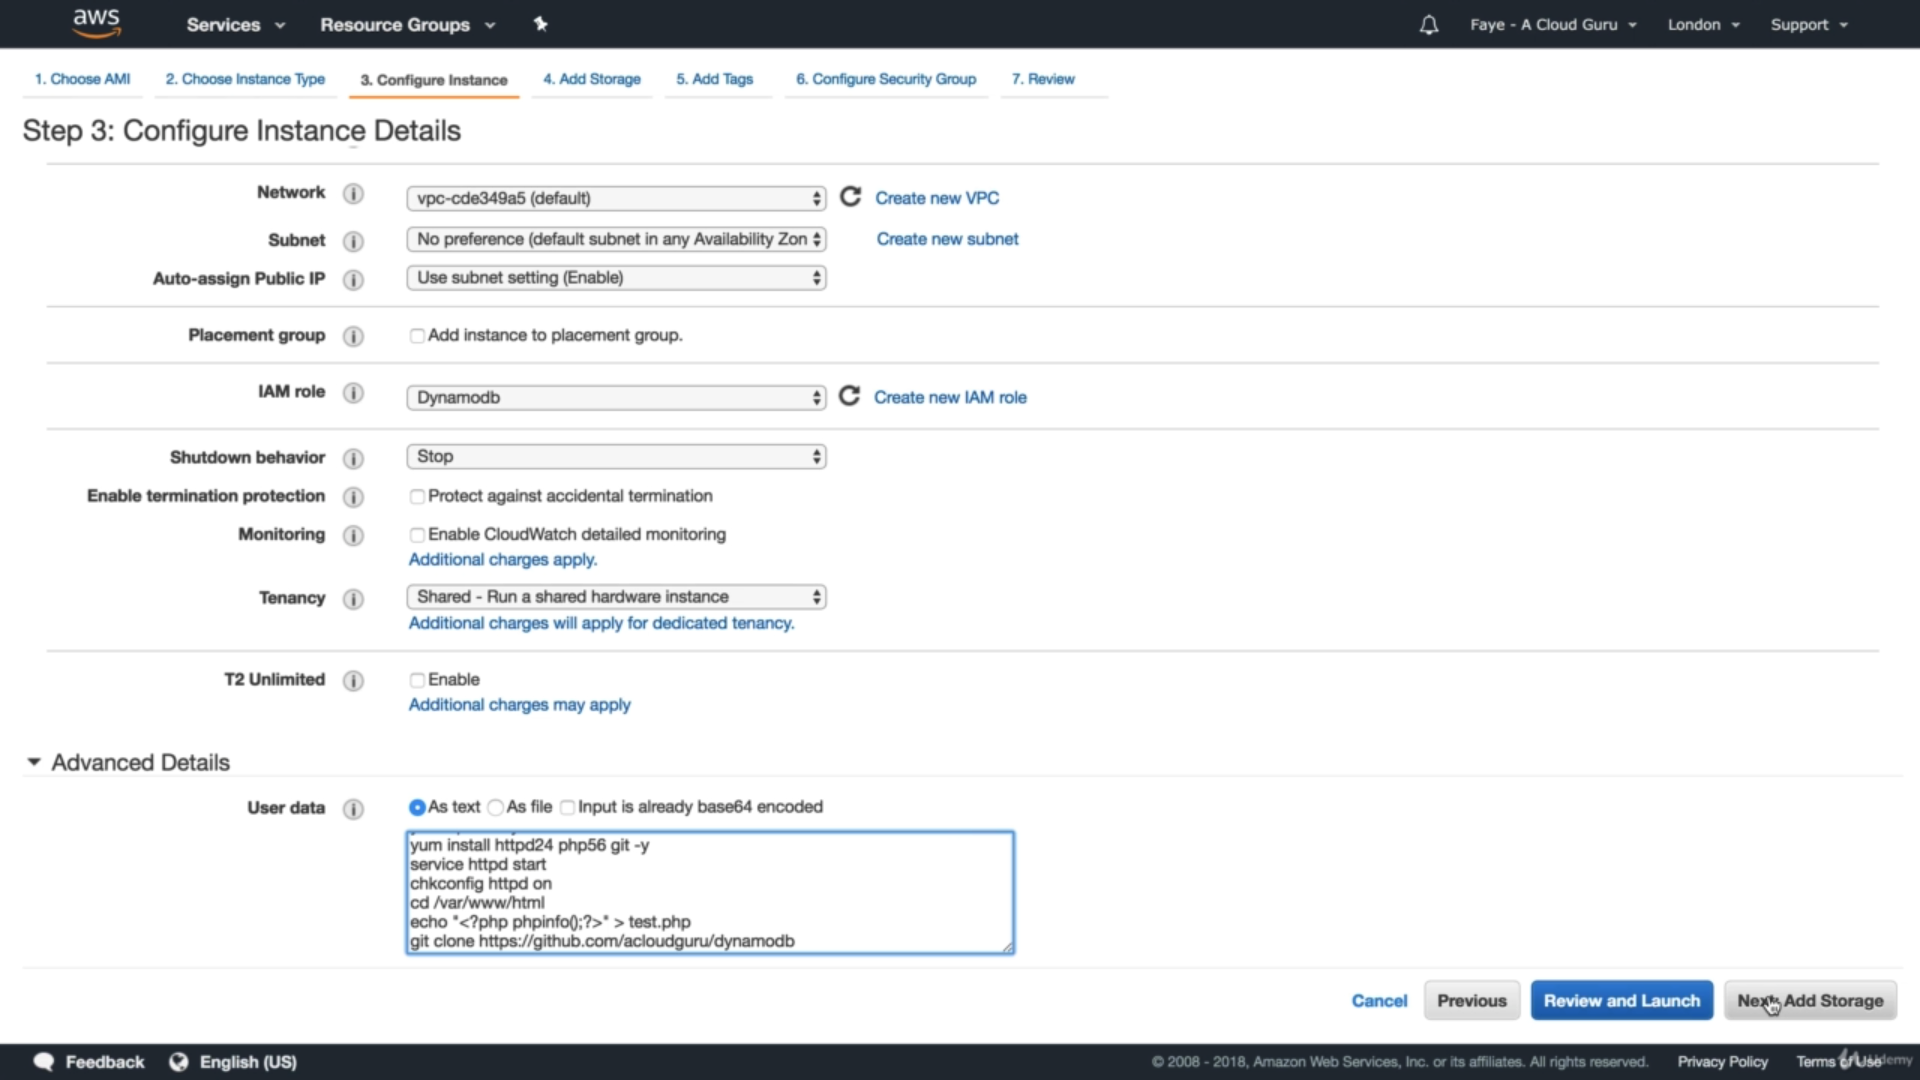 aws Services Resource Groups Faye - A Cloud Guru London Support
1. Choose AMI 2. Choose Instance Type 3. Configure Instance 4. Add Storage 5. Add Tags 6. Configure Security Group 7. Review
Step 3: Configure Instance Details
Network vpc-cde349a5 (default) Create new VPC
Subnet No preference (default subnet in any Availability Zon Create new subnet
Auto-assign Public IP Use subnet setting (Enable)
Placement group Add instance to placement group.
IAM role Dynamodb Create new IAM role
Shutdown behavior Stop
Enable termination protection Protect against accidental termination
Monitoring Enable CloudWatch detailed monitoring
Additional charges apply.
Tenancy Shared - Run a shared hardware instance
Additional charges will apply for dedicated tenancy.
T2 Unlimited Enable
Additional charges may apply
Advanced Details
User data As text As file Input is already base64 encoded
yum install httpd24 php56 git -y
service httpd start
chkconfig httpd on
cd /var/www/html
echo "<?php phpinfo();?>" > test.php
git clone https://github.com/acloudguru/dynamodb
Cancel Previous Review and Launch Next: Add Storage
Feedback English (US) © 2008 - 2018, Amazon Web Services, Inc. or its affiliates. All rights reserved. Privacy Policy Terms of Use